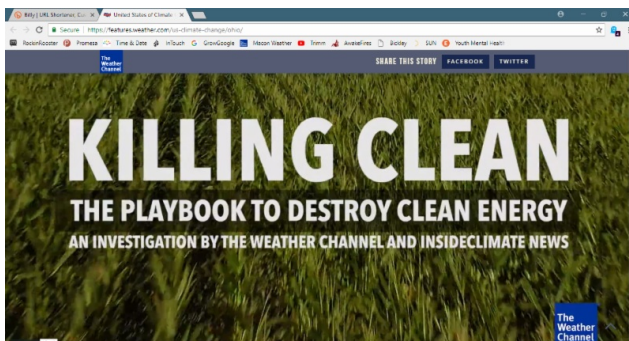 Bitly | URL Shortener, Cus × United States of Climate ×
Secure | https://features.weather.com/us-climate-change/ohio/
RockinRooster Promesa Time & Date InTouch G GrowGoogle Macon Weather Trimm AwakeFires Bickley SUN Youth Mental Healt
The
Weather
Channel
SHARE THIS STORY FACEBOOK TWITTER
KILLING CLEAN
THE PLAYBOOK TO DESTROY CLEAN ENERGY
AN INVESTIGATION BY THE WEATHER CHANNEL AND INSIDECLIMATE NEWS
The
Weather
Channel